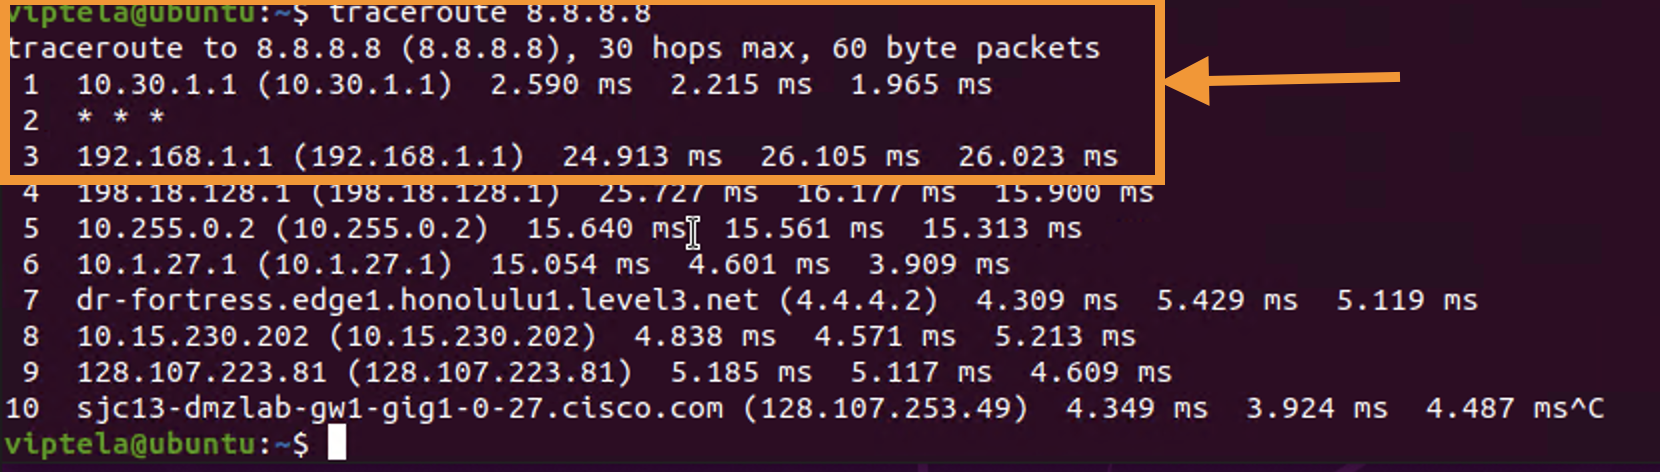 viptela@ubuntu:~$ traceroute 8.8.8.8
traceroute to 8.8.8.8 (8.8.8.8), 30 hops max, 60 byte packets
 1  10.30.1.1 (10.30.1.1)  2.590 ms  2.215 ms  1.965 ms
 2  * * *
 3  192.168.1.1 (192.168.1.1)  24.913 ms  26.105 ms  26.023 ms
 4  198.18.128.1 (198.18.128.1)  25.727 ms  16.177 ms  15.900 ms
 5  10.255.0.2 (10.255.0.2)  15.640 ms  15.561 ms  15.313 ms
 6  10.1.27.1 (10.1.27.1)  15.054 ms  4.601 ms  3.909 ms
 7  dr-fortress.edge1.honolulu1.level3.net (4.4.4.2)  4.309 ms  5.429 ms  5.119 ms
 8  10.15.230.202 (10.15.230.202)  4.838 ms  4.571 ms  5.213 ms
 9  128.107.223.81 (128.107.223.81)  5.185 ms  5.117 ms  4.609 ms
10  sjc13-dmzlab-gw1-gig1-0-27.cisco.com (128.107.253.49)  4.349 ms  3.924 ms  4.487 ms^C
viptela@ubuntu:~$